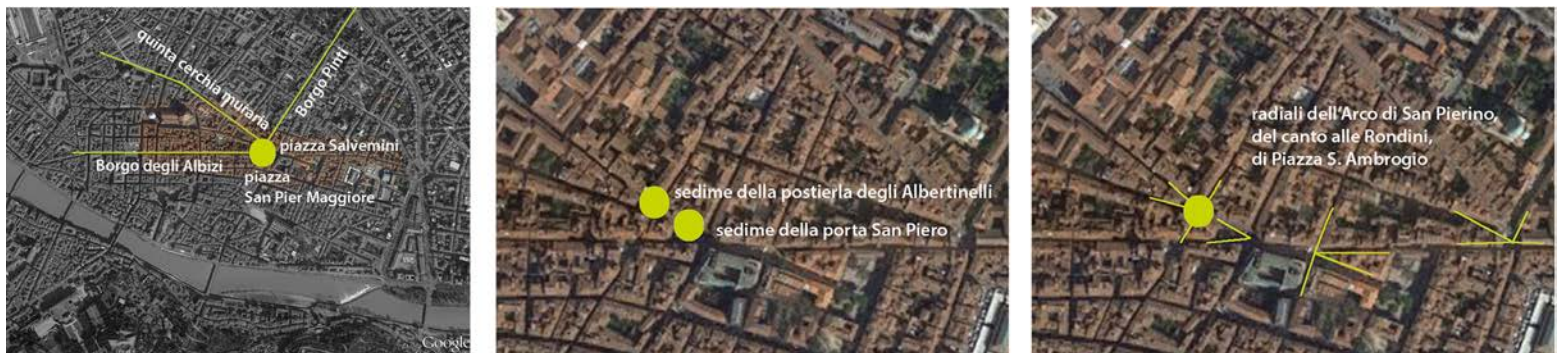 quinta cerchia muraria
Borgo Pinti
piazza Salvemini
Borgo degli Albizi
piazza
San Pier Maggiore
Google
sedime della postierla degli Albertinelli
sedime della porta San Piero
radiali dell'Arco di San Pierino,
del canto alle Rondini,
di Piazza S. Ambrogio